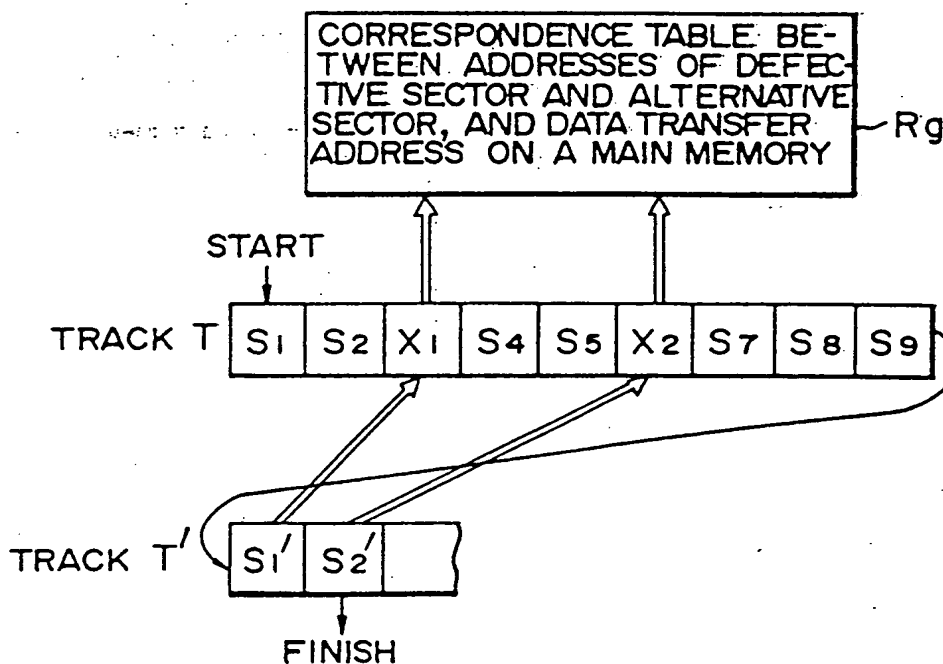 CORRESPONDENCE TABLE BE-
TWEEN ADDRESSES OF DEFEC-
TIVE SECTOR AND ALTERNATIVE
SECTOR, AND DATA TRANSFER
ADDRESS ON A MAIN MEMORY
Rg
START
TRACK T S1 S2 X1 S4 S5 X2 S7 S8 S9
TRACK T' S1' S2'
FINISH